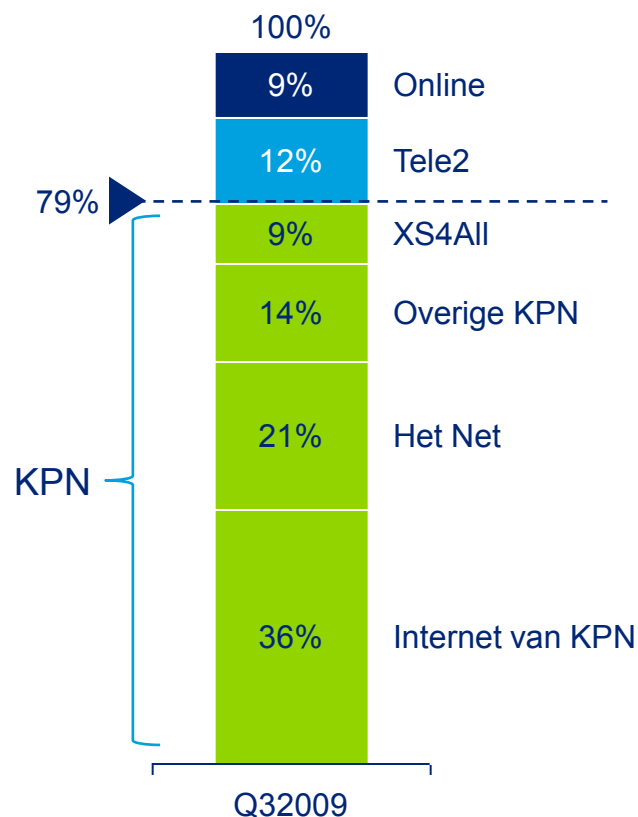 100%
9% Online
12% Tele2
79%
9% XS4All
14% Overige KPN
21% Het Net
KPN
36% Internet van KPN
Q32009